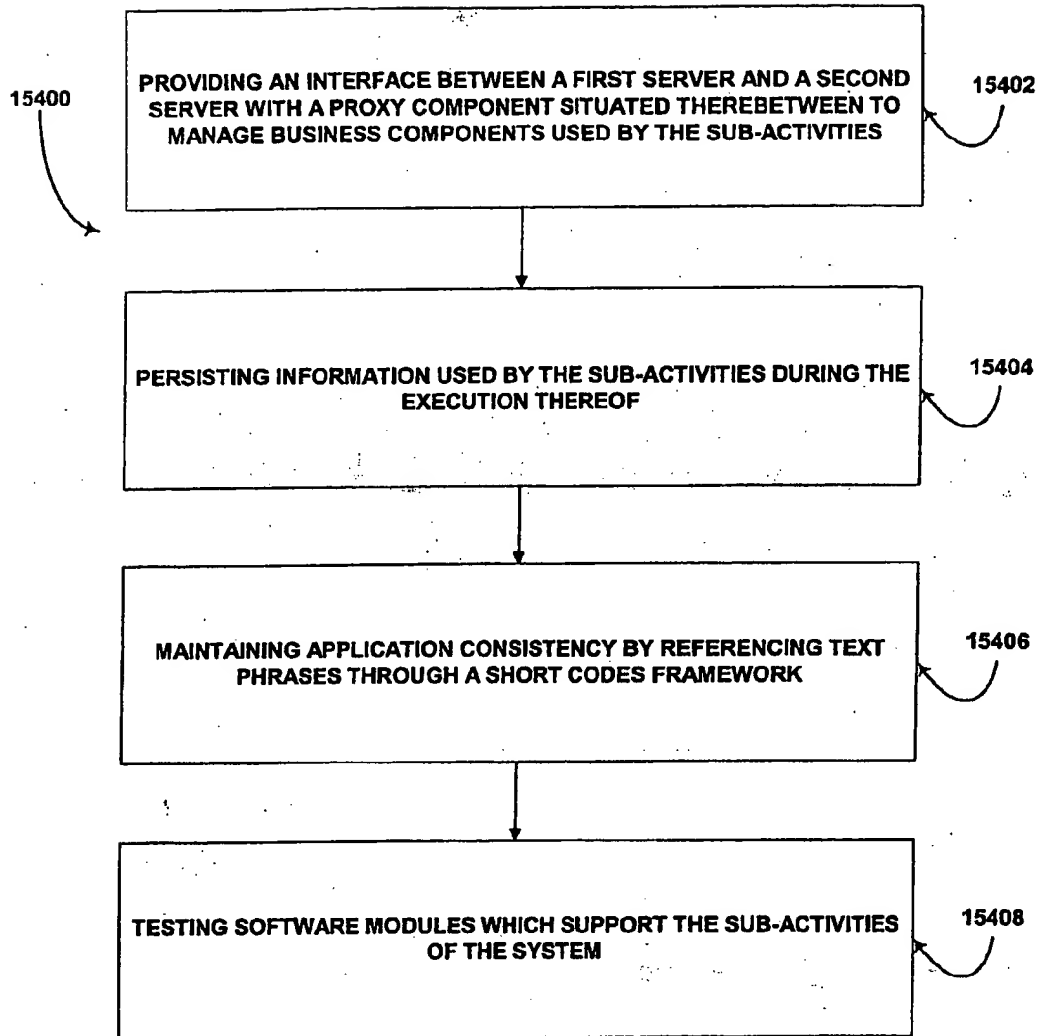 15400
PROVIDING AN INTERFACE BETWEEN A FIRST SERVER AND A SECOND
SERVER WITH A PROXY COMPONENT SITUATED THEREBETWEEN TO
MANAGE BUSINESS COMPONENTS USED BY THE SUB-ACTIVITIES
15402
PERSISTING INFORMATION USED BY THE SUB-ACTIVITIES DURING THE
EXECUTION THEREOF
15404
MAINTAINING APPLICATION CONSISTENCY BY REFERENCING TEXT
PHRASES THROUGH A SHORT CODES FRAMEWORK
15406
TESTING SOFTWARE MODULES WHICH SUPPORT THE SUB-ACTIVITIES
OF THE SYSTEM
15408